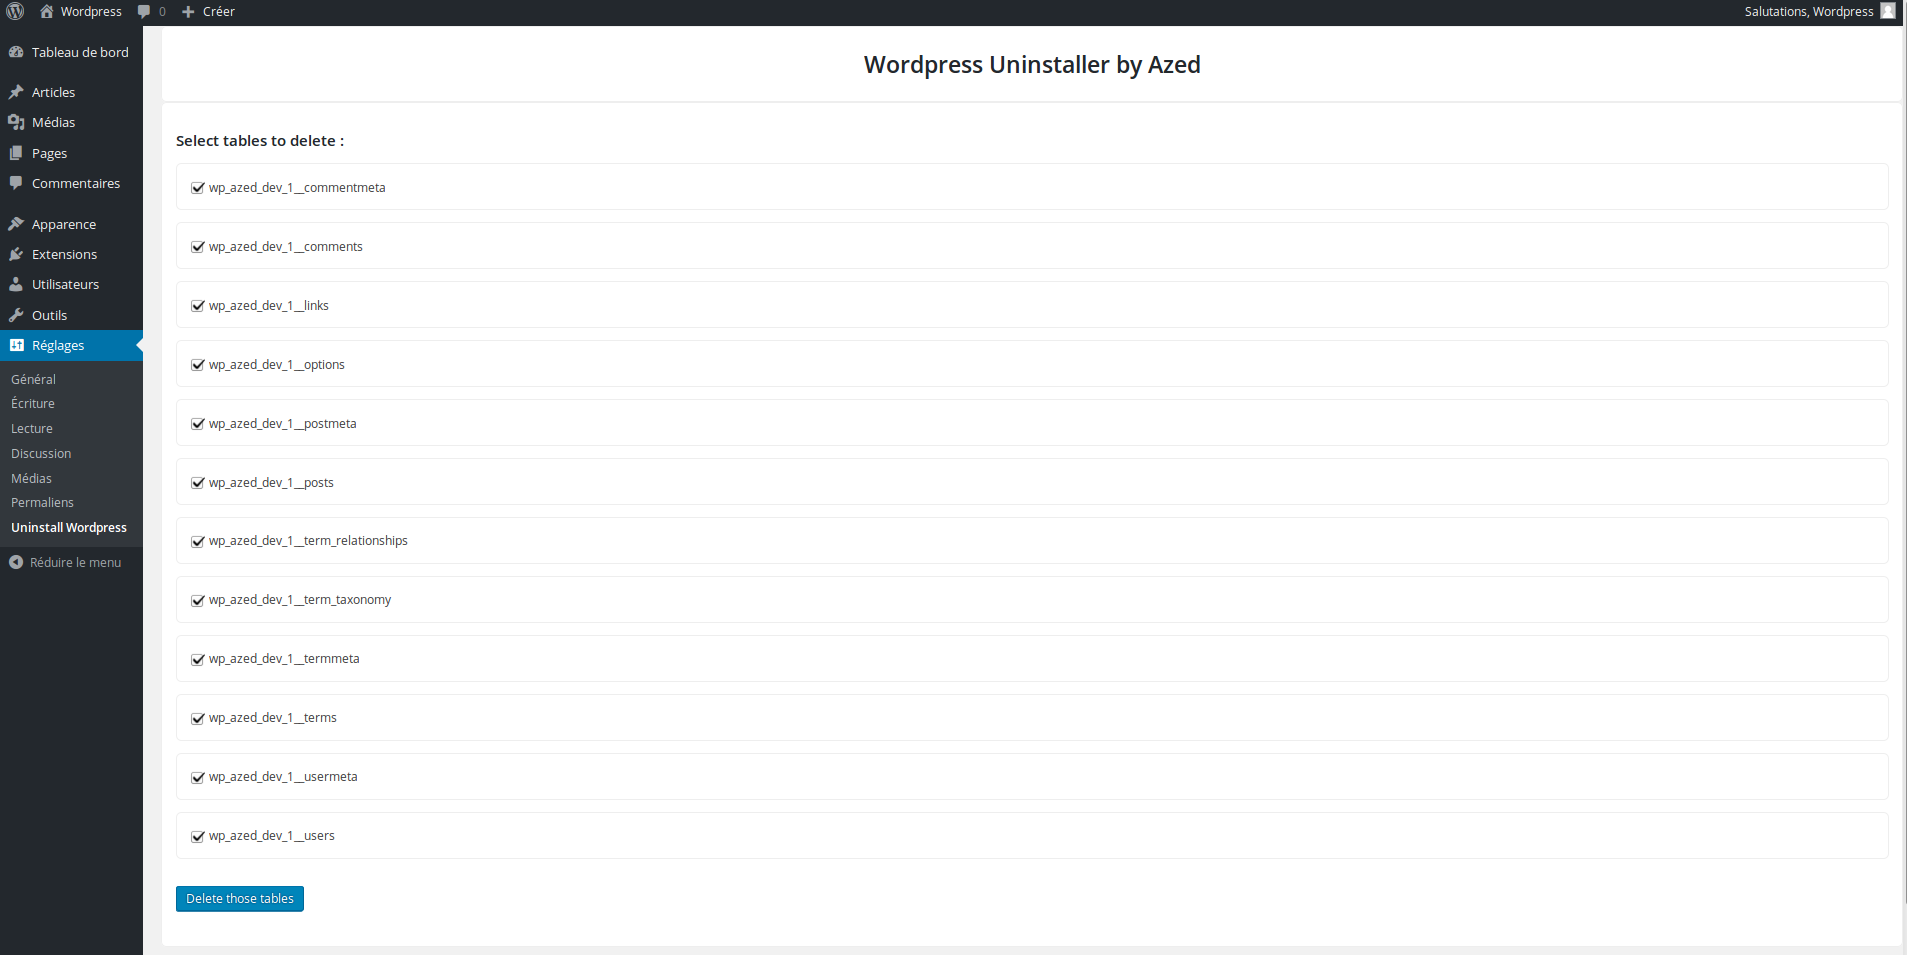 Wordpress
0
Créer
Salutations, Wordpress
Tableau de bord
Articles
Médias
Pages
Commentaires
Apparence
Extensions
Utilisateurs
Outils
Réglages
Général
Écriture
Lecture
Discussion
Médias
Permaliens
Uninstall Wordpress
Réduire le menu
Wordpress Uninstaller by Azed
Select tables to delete :
wp_azed_dev_1__commentmeta
wp_azed_dev_1__comments
wp_azed_dev_1__links
wp_azed_dev_1__options
wp_azed_dev_1__postmeta
wp_azed_dev_1__posts
wp_azed_dev_1__term_relationships
wp_azed_dev_1__term_taxonomy
wp_azed_dev_1__termmeta
wp_azed_dev_1__terms
wp_azed_dev_1__usermeta
wp_azed_dev_1__users
Delete those tables